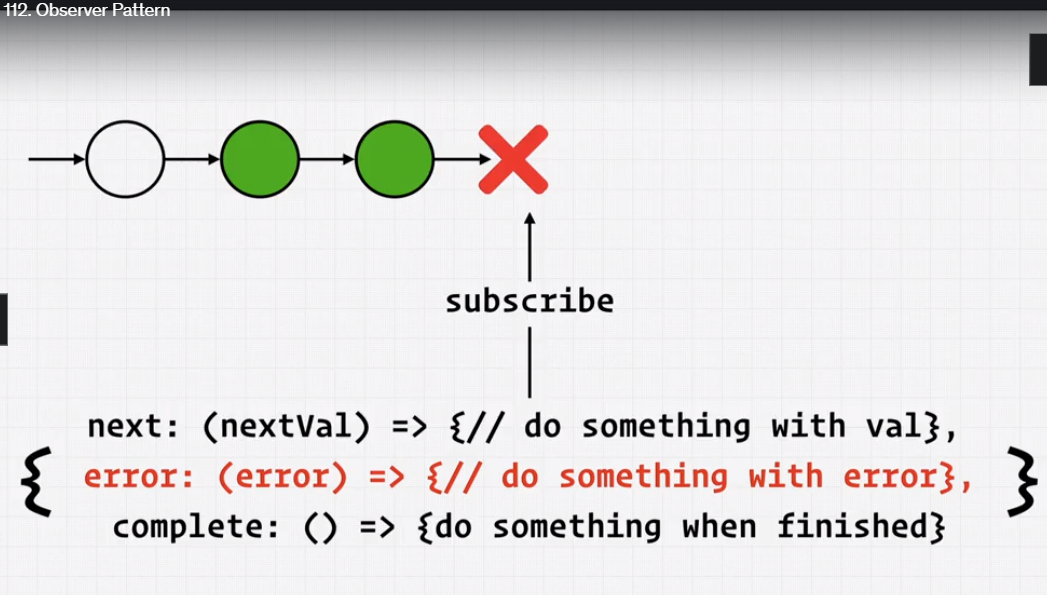 112. Observer Pattern
subscribe
next: (nextVal) => {// do something with val},
{ error: (error) => {// do something with error}, }
complete: () => {do something when finished}